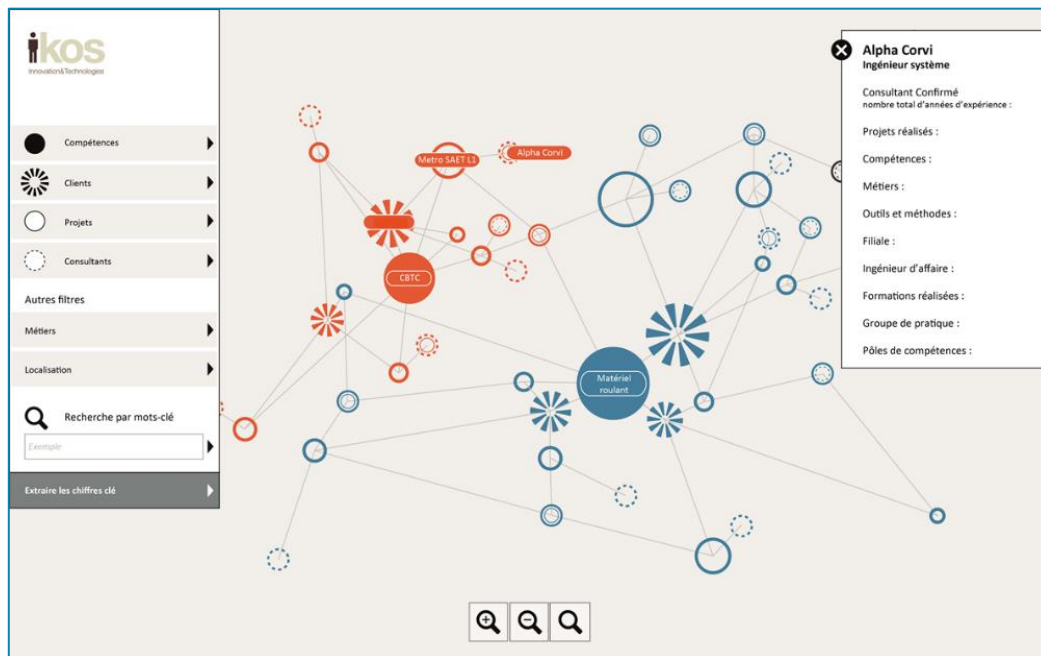 ikos
Innovation&Technologies
Compétences
Clients
Projets
Consultants
Autres filtres
Métiers
Localisation
Recherche par mots-clé
Exemple
Extraire les chiffres clé
Metro SAET L1
Alpha Corvi
CBTC
Matériel
roulant
Alpha Corvi
Ingénieur système
Consultant Confirmé
nombre total d'années d'expérience :
Projets réalisés :
Compétences :
Métiers :
Outils et méthodes :
Filiale :
Ingénieur d'affaire :
Formations réalisées :
Groupe de pratique :
Pôles de compétences :